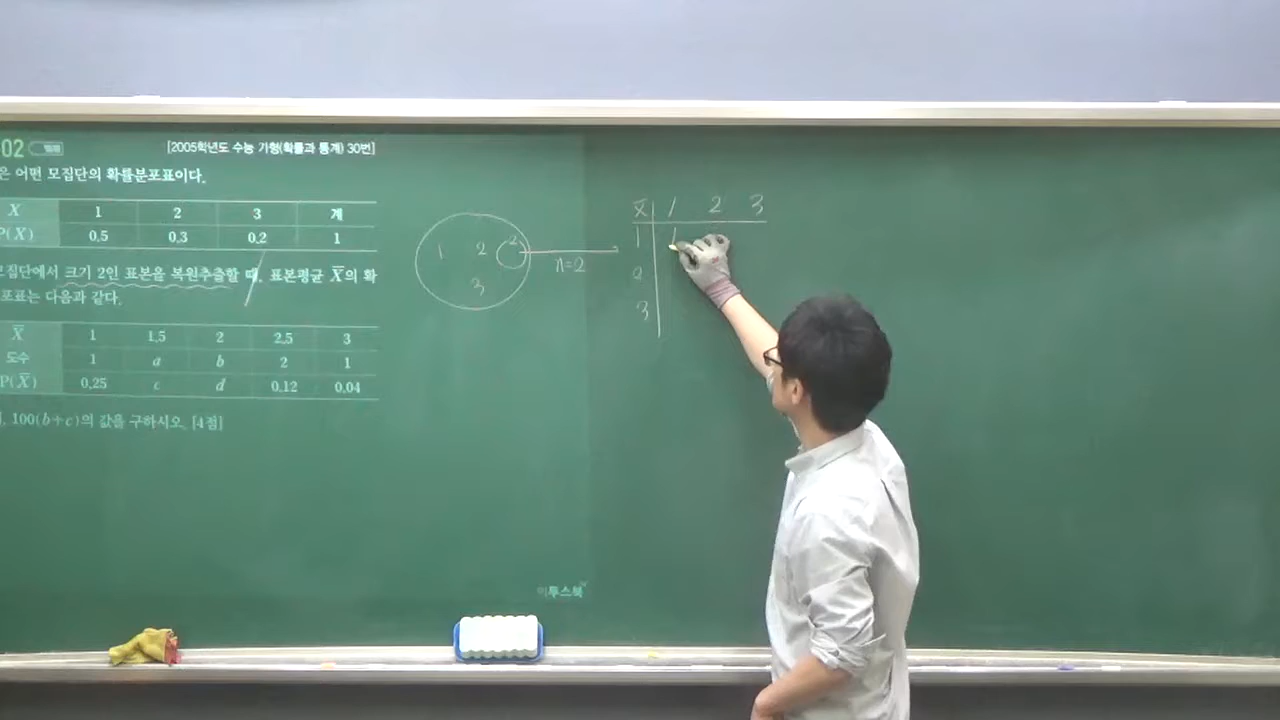 02
[2005학년도 수능 가형(확률과 통계) 30번]
은 어떤 모집단의 확률분포표이다.
X 1 2 3 계
P(X) 0.5 0.3 0.2 1
모집단에서 크기 2인 표본을 복원추출할 때, 표본평균 X̄의 확
포표는 다음과 같다.
X̄ 1 1.5 2 2.5 3
도수 1 a b 2 1
P(X̄) 0.25 c d 0.12 0.04
, 100(b+c)의 값을 구하시오. [4점]
1 2 2
3
n=2
X̄ 1 2 3
1 1
2
3
이투스북